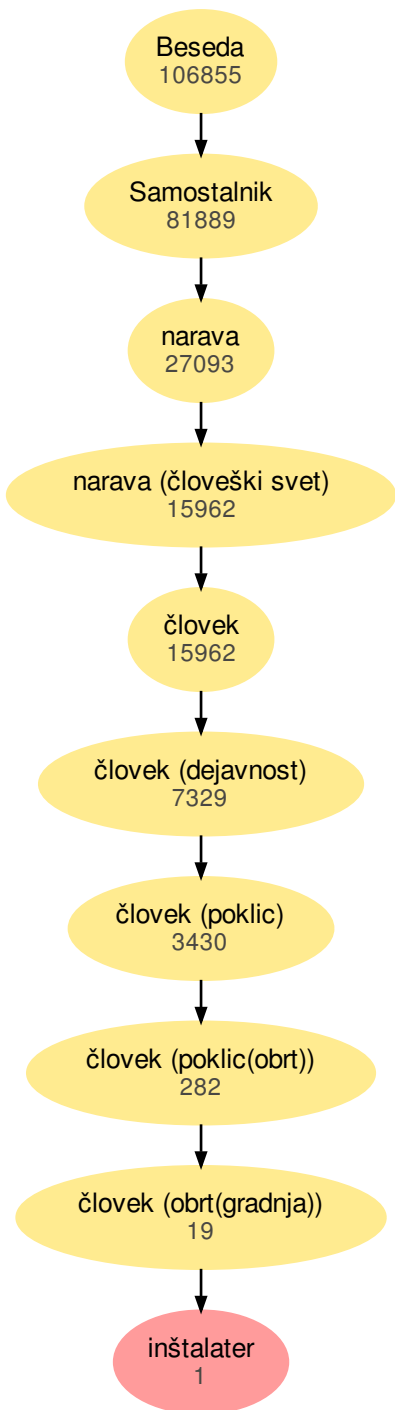 Beseda
106855
Samostalnik
81889
narava
27093
narava (človeški svet)
15962
človek
15962
človek (dejavnost)
7329
človek (poklic)
3430
človek (poklic(obrt))
282
človek (obrt(gradnja))
19
inštalater
1